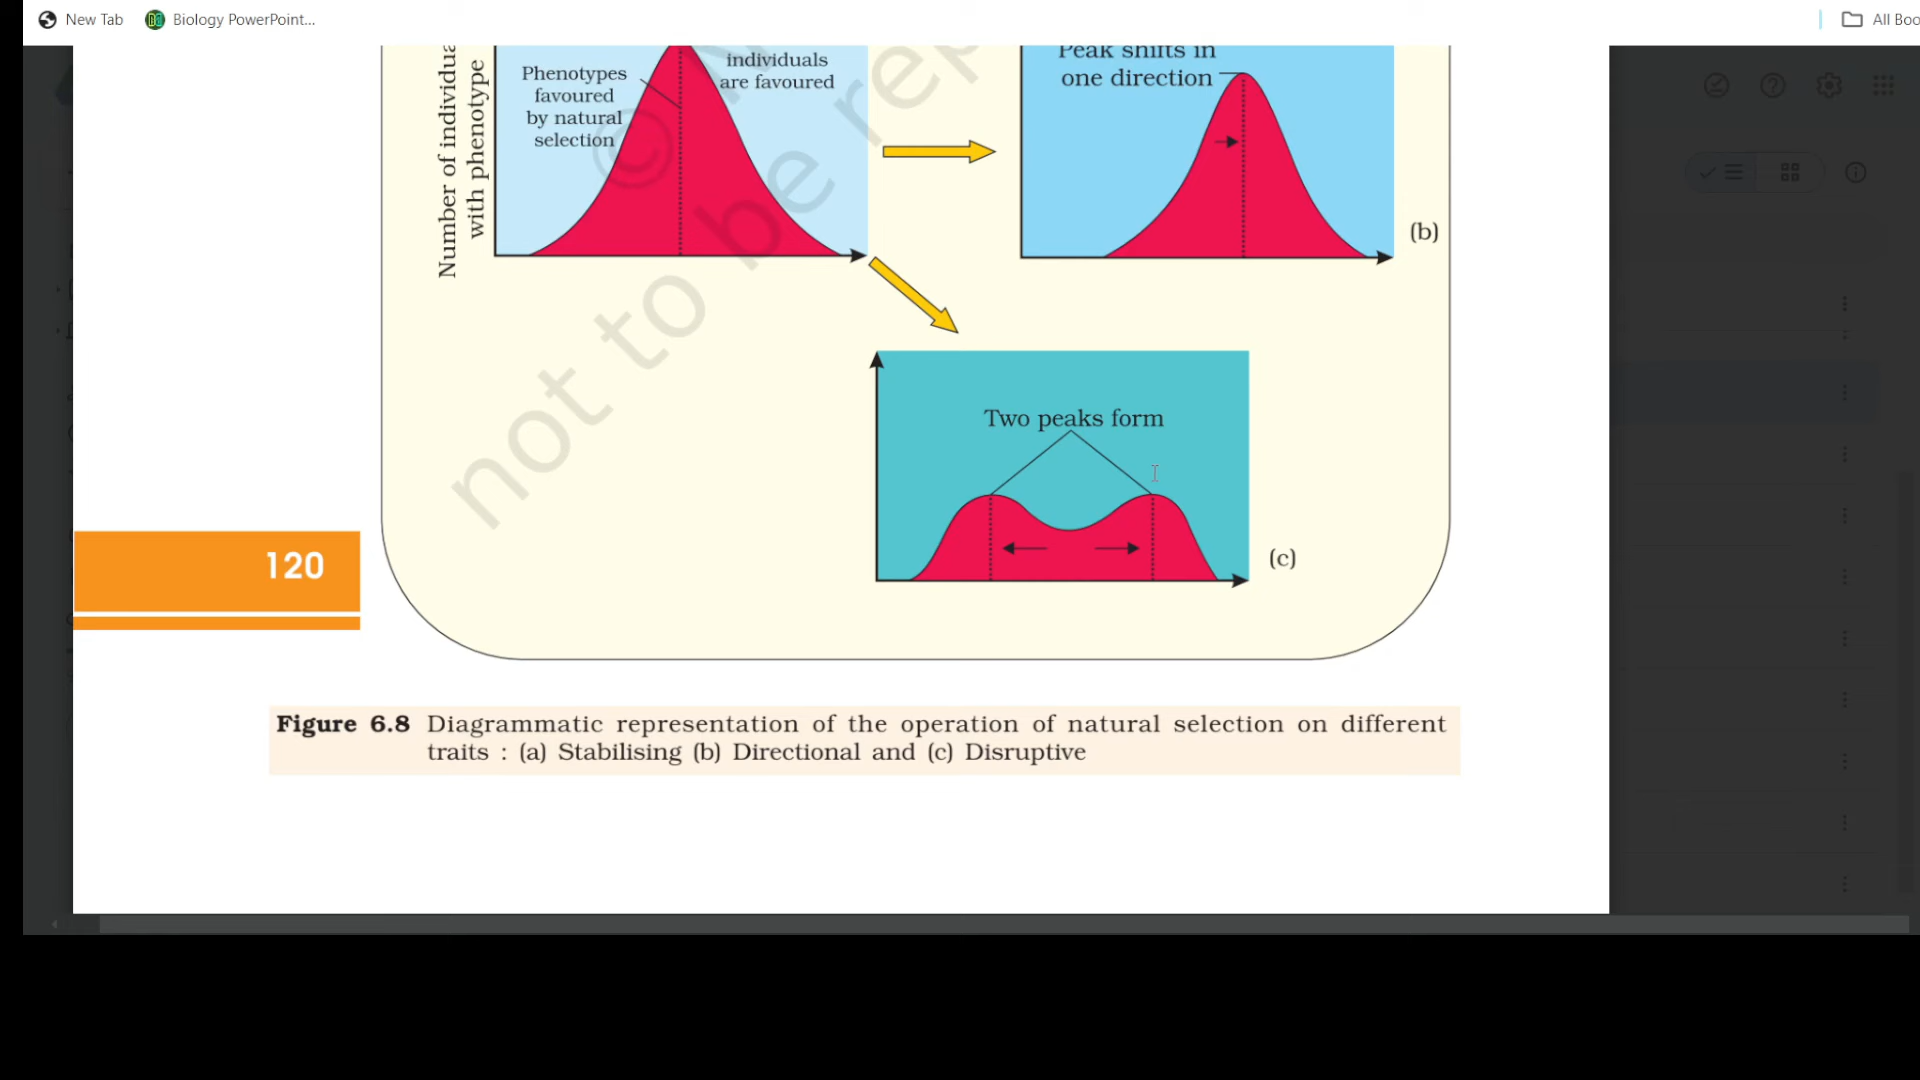 New Tab
Biology PowerPoint...
Number of individua
with phenotype
Phenotypes
favoured
by natural
selection
individuals
are favoured
Peak shifts in
one direction
(b)
© N
not to be rep
Two peaks form
(c)
120
Figure 6.8 Diagrammatic representation of the operation of natural selection on different
traits : (a) Stabilising (b) Directional and (c) Disruptive
All Boo